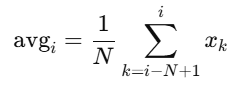 avg_i = \frac{1}{N} \sum_{k=i-N+1}^{i} x_k